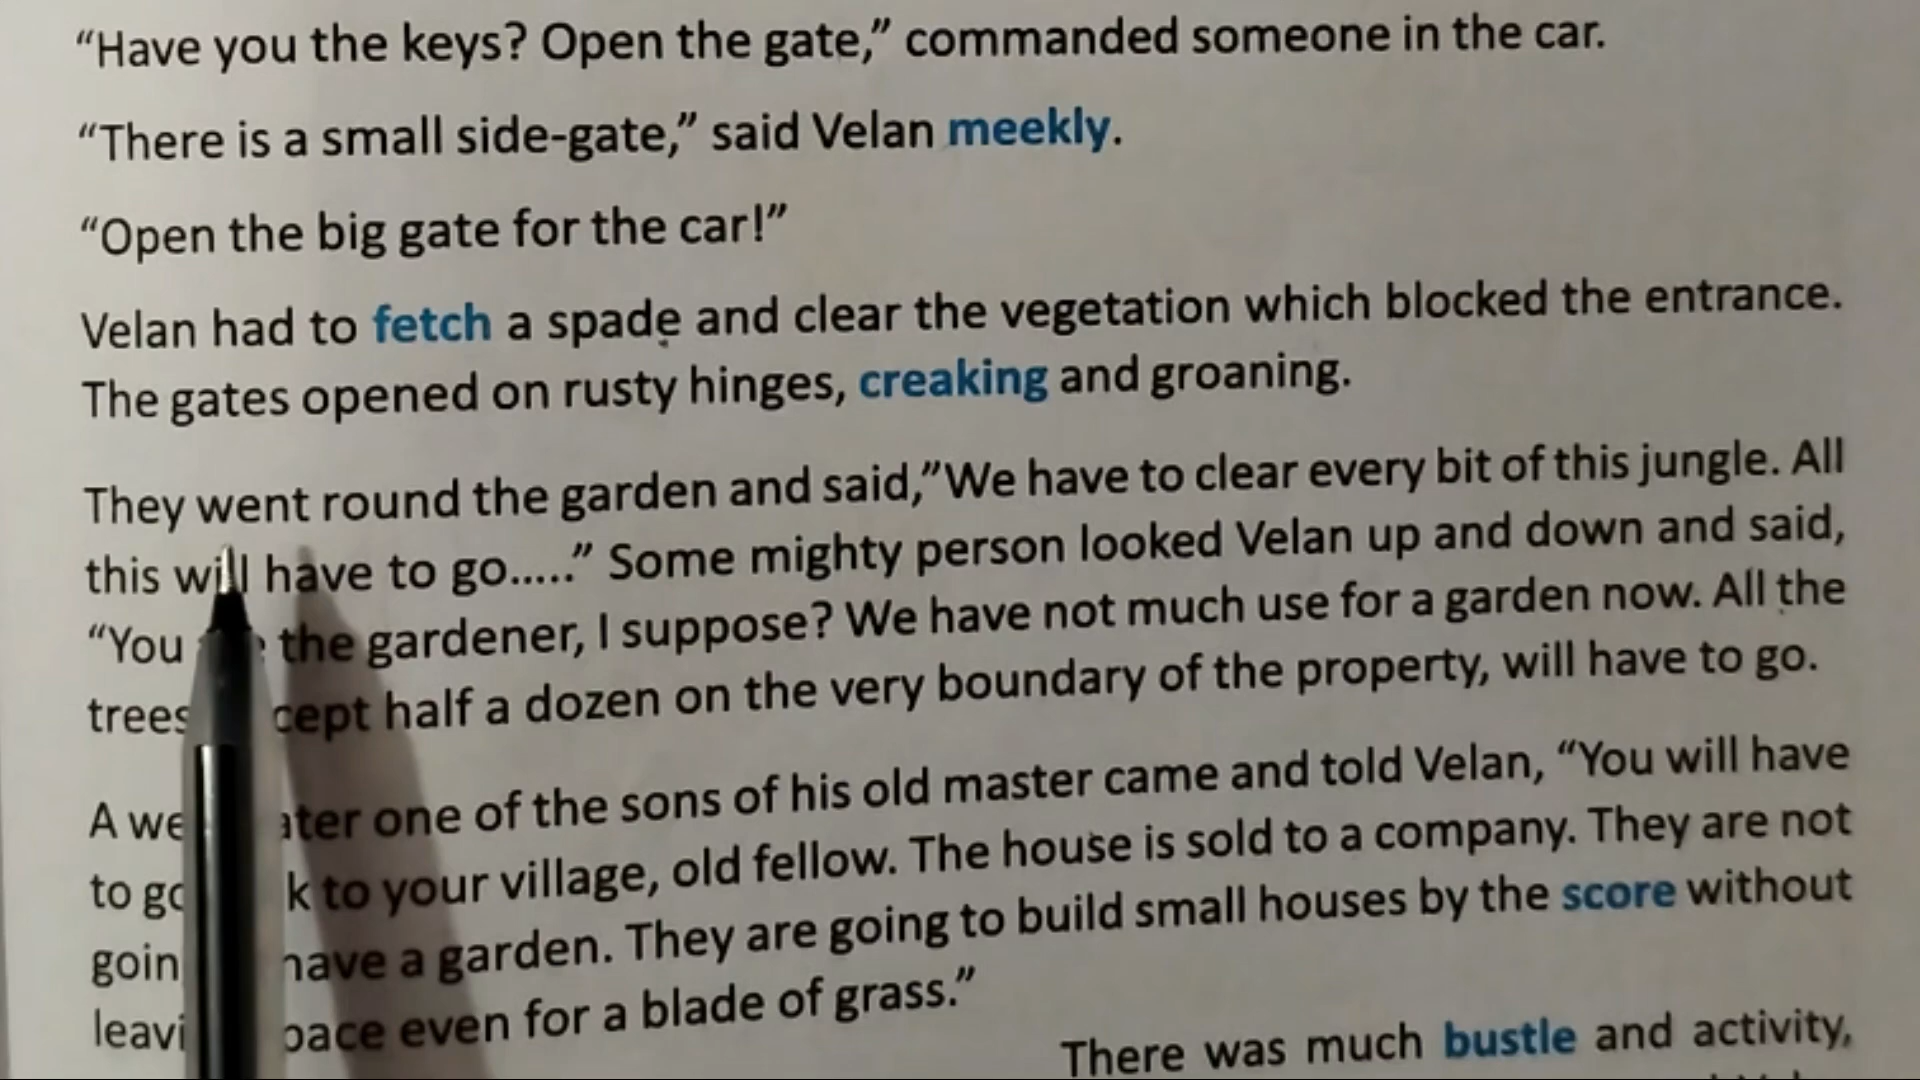 “Have you the keys? Open the gate,” commanded someone in the car.
“There is a small side-gate,” said Velan meekly.
“Open the big gate for the car!”
Velan had to fetch a spade and clear the vegetation which blocked the entrance.
The gates opened on rusty hinges, creaking and groaning.
They went round the garden and said,”We have to clear every bit of this jungle. All
this will have to go.....” Some mighty person looked Velan up and down and said,
“You the gardener, I suppose? We have not much use for a garden now. All the
trees half a dozen on the very boundary of the property, will have to go.
A one of the sons of his old master came and told Velan, “You will have
to to your village, old fellow. The house is sold to a company. They are not
have a garden. They are going to build small houses by the score without
even for a blade of grass.”
There was much bustle and activity,